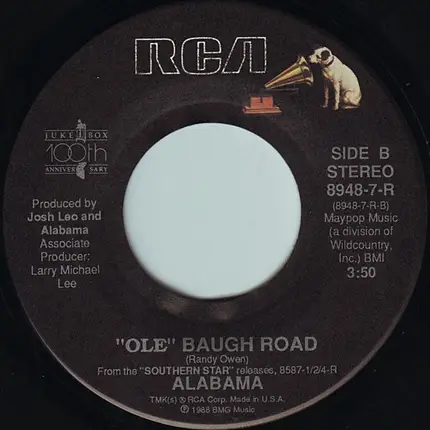 RCA
JUKEBOX
100th
ANNIVERSARY
Produced by
Josh Leo and
Alabama
Associate
Producer:
Larry Michael
Lee
SIDE B
STEREO
8948-7-R
(8948-7-R-B)
Maypop Music
(a division of
Wildcountry,
Inc.) BMI
3:50
"OLE" BAUGH ROAD
(Randy Owen)
From the "SOUTHERN STAR" releases, 8587-1/2/4-R
ALABAMA
TMK(s) ® RCA Corp. Made in U.S.A.
℗ 1988 BMG Music